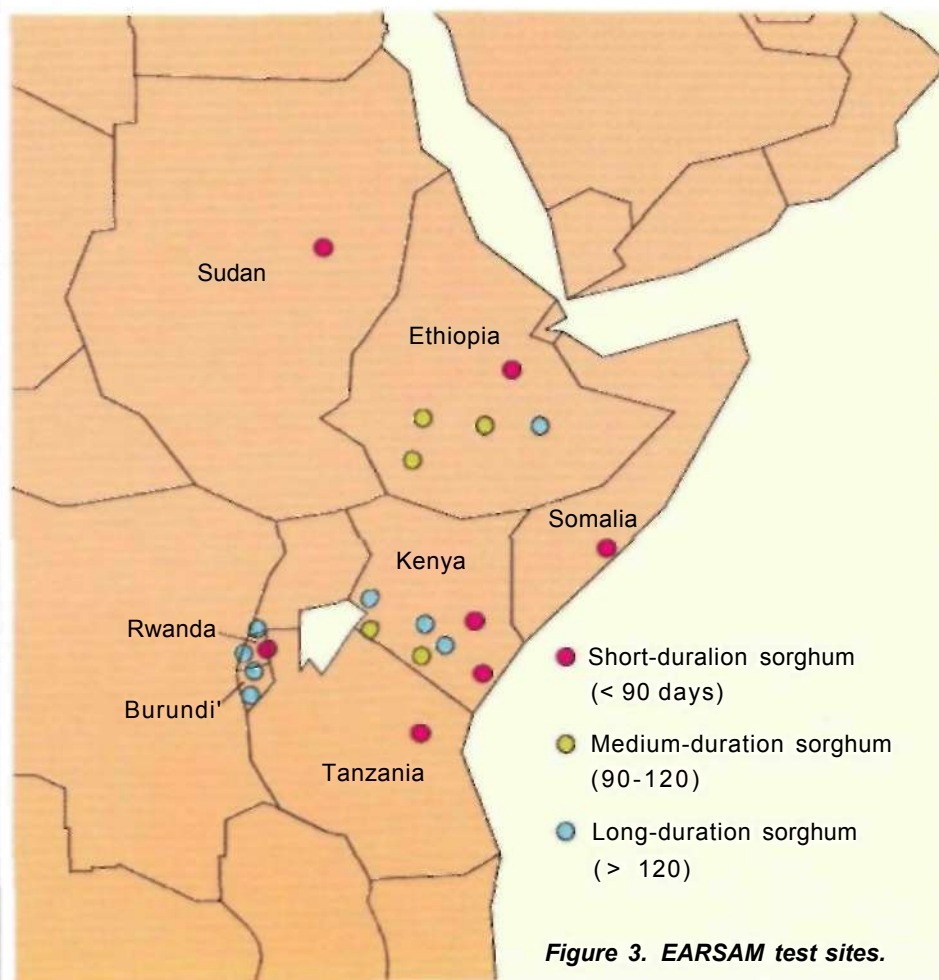 Sudan
Ethiopia
Somalia
Kenya
Rwanda
Burundi'
Tanzania
Short-duralion sorghum
(< 90 days)
Medium-duration sorghum
(90-120)
Long-duration sorghum
( > 120)
Figure 3. EARSAM test sites.